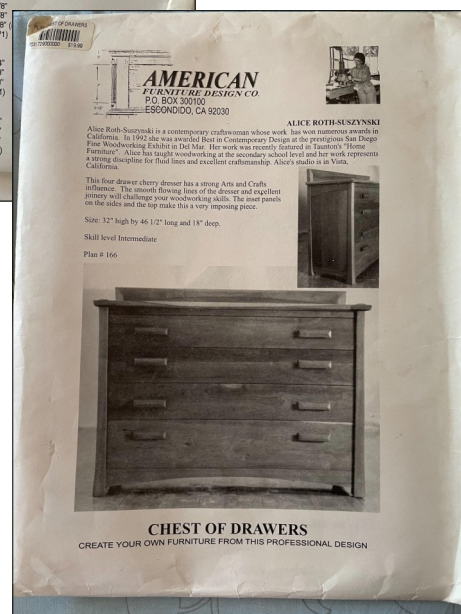 CHEST OF DRAWERS
$19.98
AMERICAN
FURNITURE DESIGN CO.
P.O. BOX 300100
ESCONDIDO, CA 92030
ALICE ROTH-SUSZYNSKI
Alice Roth-Suszynski is a contemporary craftswoman whose work has won numerous awards in
California. In 1992 she was awarded Best in Contemporary Design at the prestigious San Diego
Fine Woodworking Exhibit in Del Mar. Her work was recently featured in Taunton's "Home
Furniture". Alice has taught woodworking at the secondary school level and her work represents
a strong discipline for fluid lines and excellent craftsmanship. Alice's studio is in Vista,
California.
This four drawer cherry dresser has a strong Arts and Crafts
influence. The smooth flowing lines of the dresser and excellent
joinery will challenge your woodworking skills. The inset panels
on the sides and the top make this a very imposing piece.
Size: 32" high by 46 1/2" long and 18" deep.
Skill level Intermediate
Plan # 166
CHEST OF DRAWERS
CREATE YOUR OWN FURNITURE FROM THIS PROFESSIONAL DESIGN